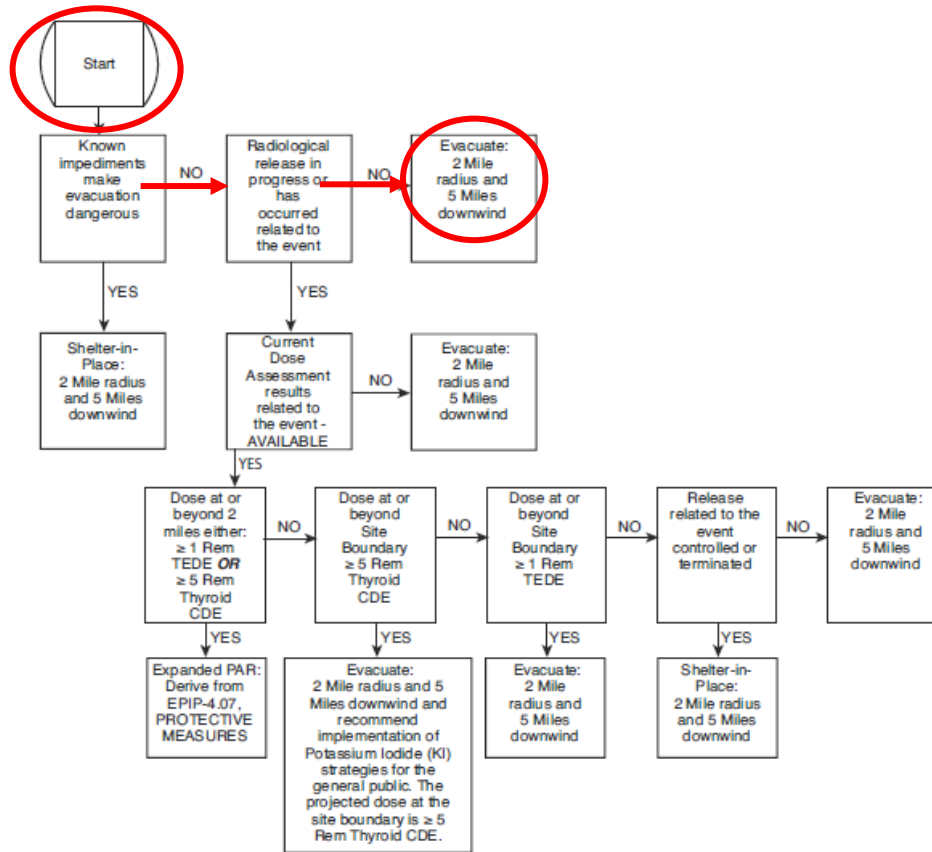 Start
Known
impediments
make
evacuation
dangerous
NO
Radiological
release in
progress or
has
occurred
related to
the event
NO
Evacuate:
2 Mile
radius and
5 Miles
downwind
YES
YES
Shelter-in-
Place:
2 Mile radius
and 5 Miles
downwind
Current
Dose
Assessment
results
related to
the event -
AVAILABLE
NO
Evacuate:
2 Mile
radius and
5 Miles
downwind
YES
Dose at or
beyond 2
miles either:
≥ 1 Rem
TEDE OR
≥ 5 Rem
Thyroid
CDE
NO
Dose at or
beyond
Site
Boundary
≥ 5 Rem
Thyroid
CDE
NO
Dose at or
beyond
Site
Boundary
≥ 1 Rem
TEDE
NO
Release
related to the
event
controlled or
terminated
NO
Evacuate:
2 Mile
radius and
5 Miles
downwind
YES
YES
YES
YES
Expanded PAR:
Derive from
EPIP-4.07,
PROTECTIVE
MEASURES
Evacuate:
2 Mile radius and 5
Miles downwind and
recommend
implementation of
Potassium Iodide (KI)
strategies for the
general public. The
projected dose at the
site boundary is ≥ 5
Rem Thyroid CDE.
Evacuate:
2 Mile
radius and
5 Miles
downwind
Shelter-in-
Place:
2 Mile radius
and 5 Miles
downwind